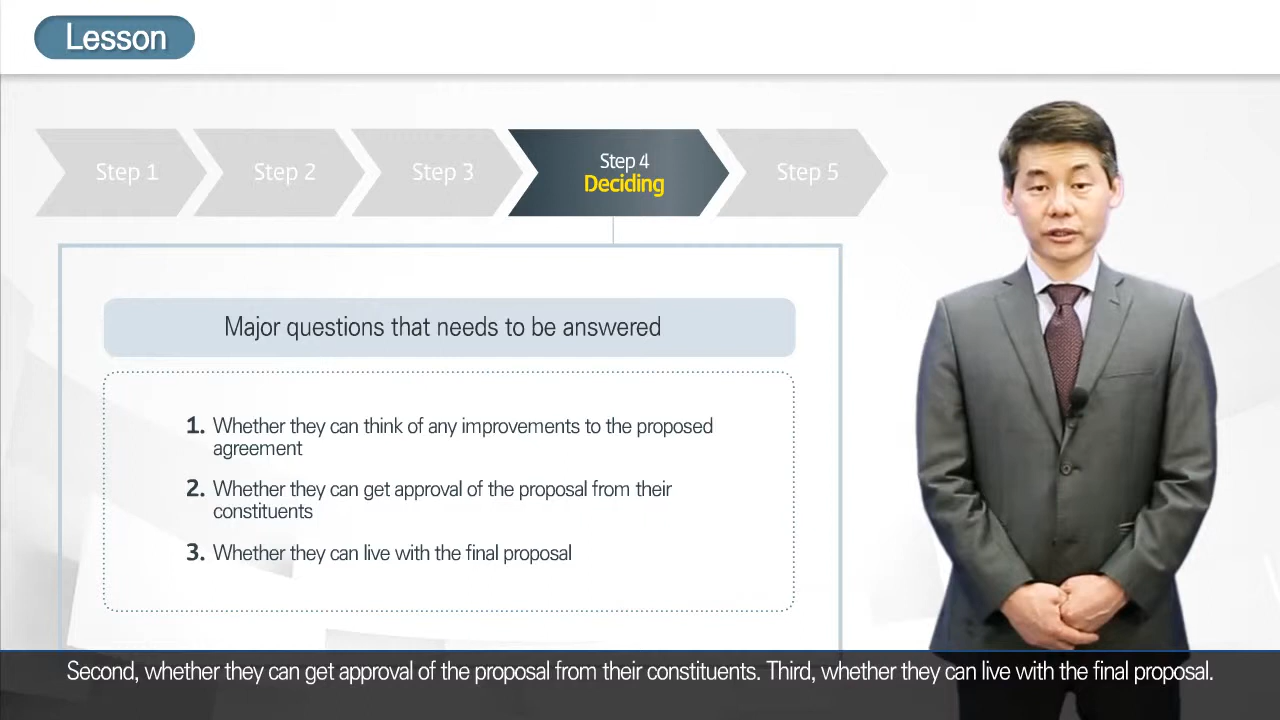 Lesson
Step 1
Step 2
Step 3
Step 4
Deciding
Step 5
Major questions that needs to be answered
1. Whether they can think of any improvements to the proposed
agreement
2. Whether they can get approval of the proposal from their
constituents
3. Whether they can live with the final proposal
Second, whether they can get approval of the proposal from their constituents. Third, whether they can live with the final proposal.